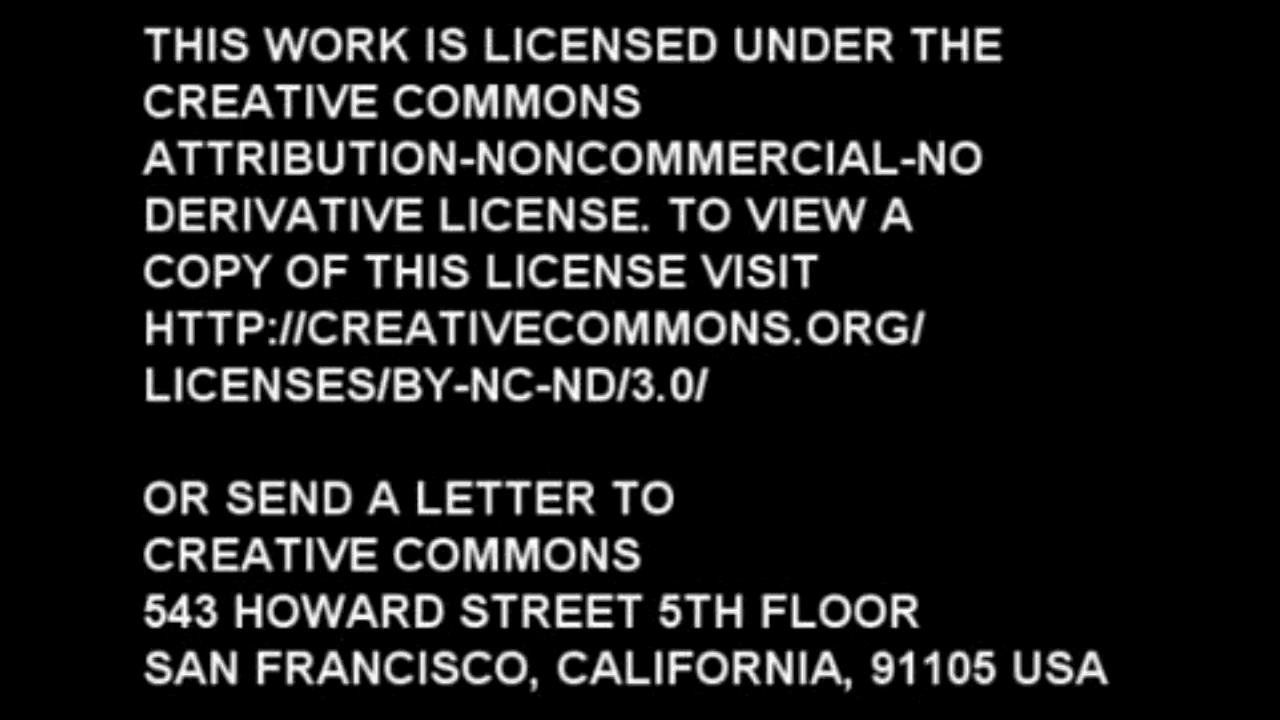 THIS WORK IS LICENSED UNDER THE
CREATIVE COMMONS
ATTRIBUTION-NONCOMMERCIAL-NO
DERIVATIVE LICENSE. TO VIEW A
COPY OF THIS LICENSE VISIT
HTTP://CREATIVECOMMONS.ORG/
LICENSES/BY-NC-ND/3.0/
OR SEND A LETTER TO
CREATIVE COMMONS
543 HOWARD STREET 5TH FLOOR
SAN FRANCISCO, CALIFORNIA, 91105 USA